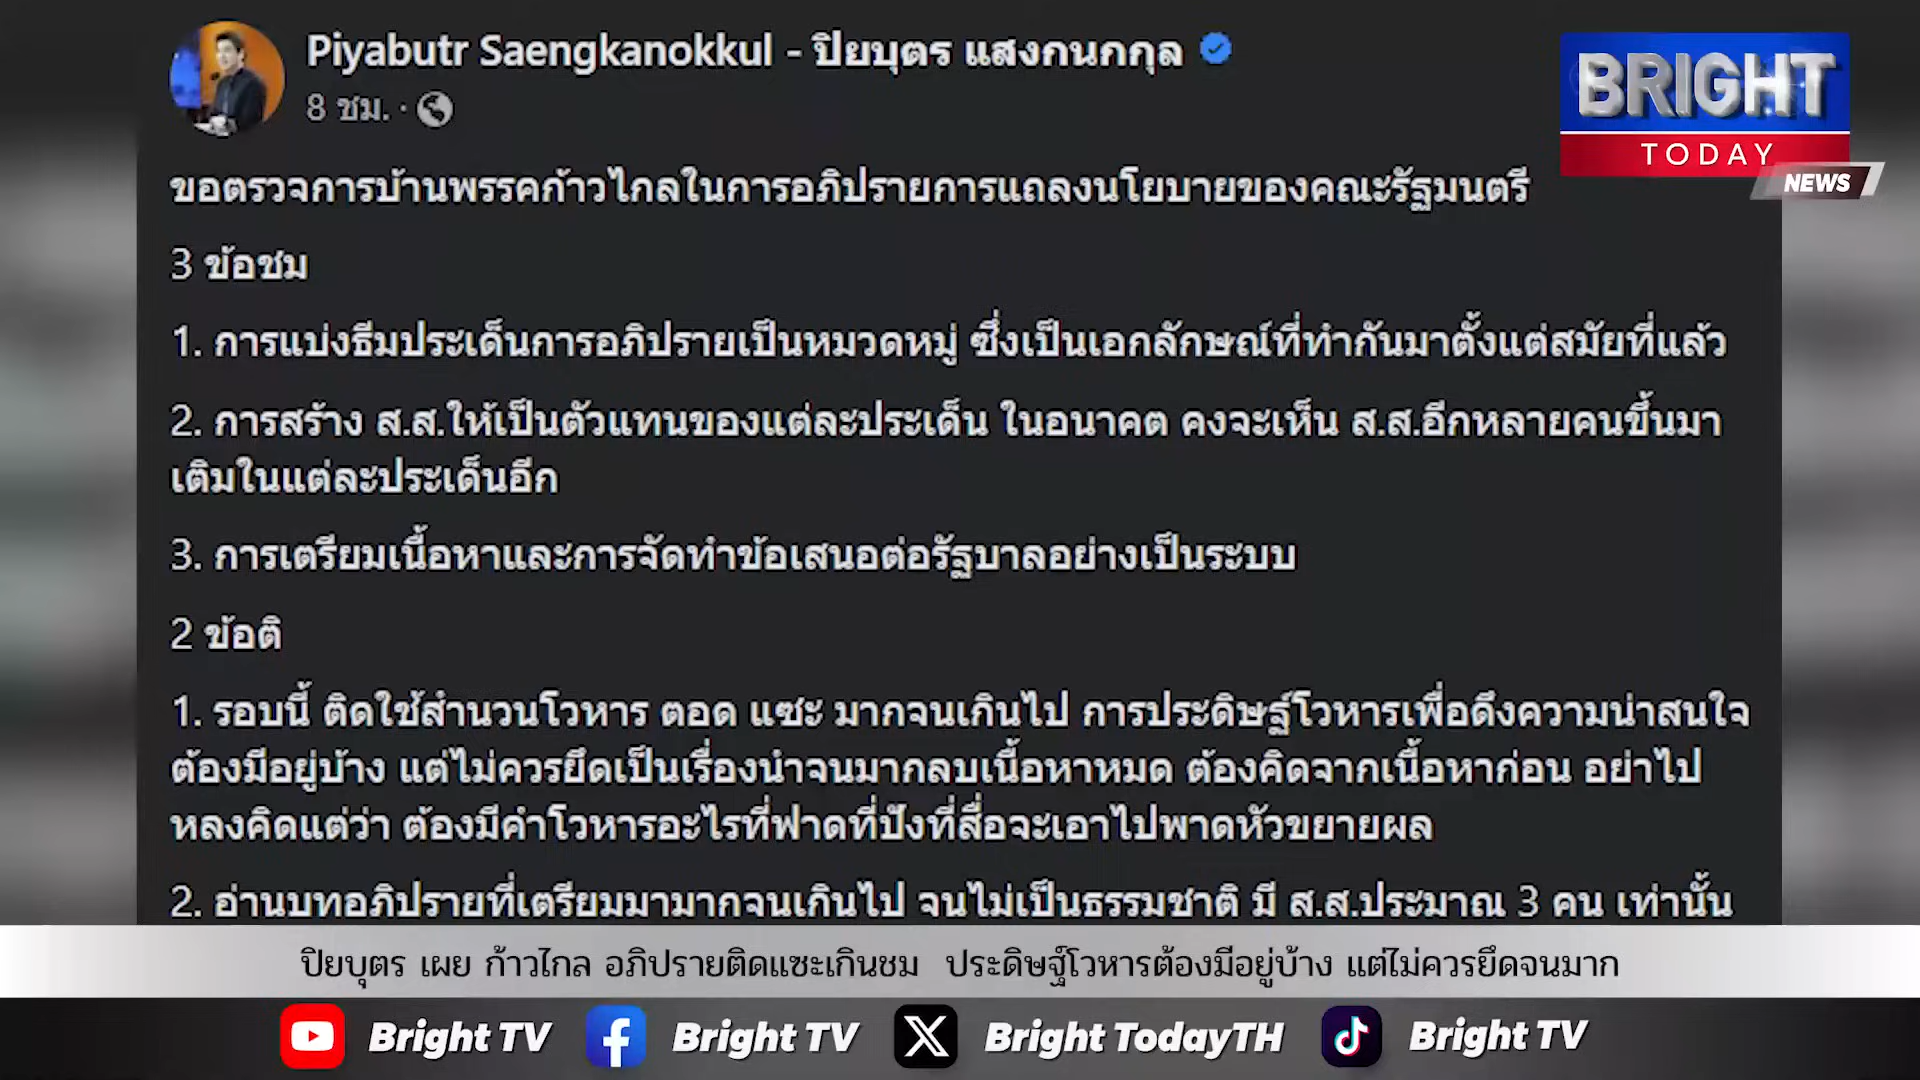 Piyabutr Saengkanokkul - ปิยบุตร แสงกนกกุล
8 ชม. ·
BRIGHT
TODAY
NEWS
ขอตรวจการบ้านพรรคก้าวไกลในการอภิปรายการแถลงนโยบายของคณะรัฐมนตรี
3 ข้อชม
1. การแบ่งธีมประเด็นการอภิปรายเป็นหมวดหมู่ ซึ่งเป็นเอกลักษณ์ที่ทำกันมาตั้งแต่สมัยที่แล้ว
2. การสร้าง ส.ส.ให้เป็นตัวแทนของแต่ละประเด็น ในอนาคต คงจะเห็น ส.ส.อีกหลายคนขึ้นมา
เติมในแต่ละประเด็นอีก
3. การเตรียมเนื้อหาและการจัดทำข้อเสนอต่อรัฐบาลอย่างเป็นระบบ
2 ข้อติ
1. รอบนี้ ติดใช้สำนวนโวหาร ตอด แซะ มากจนเกินไป การประดิษฐ์โวหารเพื่อดึงความน่าสนใจ
ต้องมีอยู่บ้าง แต่ไม่ควรยึดเป็นเรื่องนำจนมากลบเนื้อหาหมด ต้องคิดจากเนื้อหาก่อน อย่าไป
หลงคิดแต่ว่า ต้องมีคำโวหารอะไรที่ฟาดที่ปังที่สื่อจะเอาไปพาดหัวขยายผล
2. อ่านบทอภิปรายที่เตรียมมามากจนเกินไป จนไม่เป็นธรรมชาติ มี ส.ส.ประมาณ 3 คน เท่านั้น
ปิยบุตร เผย ก้าวไกล อภิปรายติดแซะเกินชม ประดิษฐ์โวหารต้องมีอยู่บ้าง แต่ไม่ควรยึดจนมาก
Bright TV Bright TV Bright TodayTH Bright TV